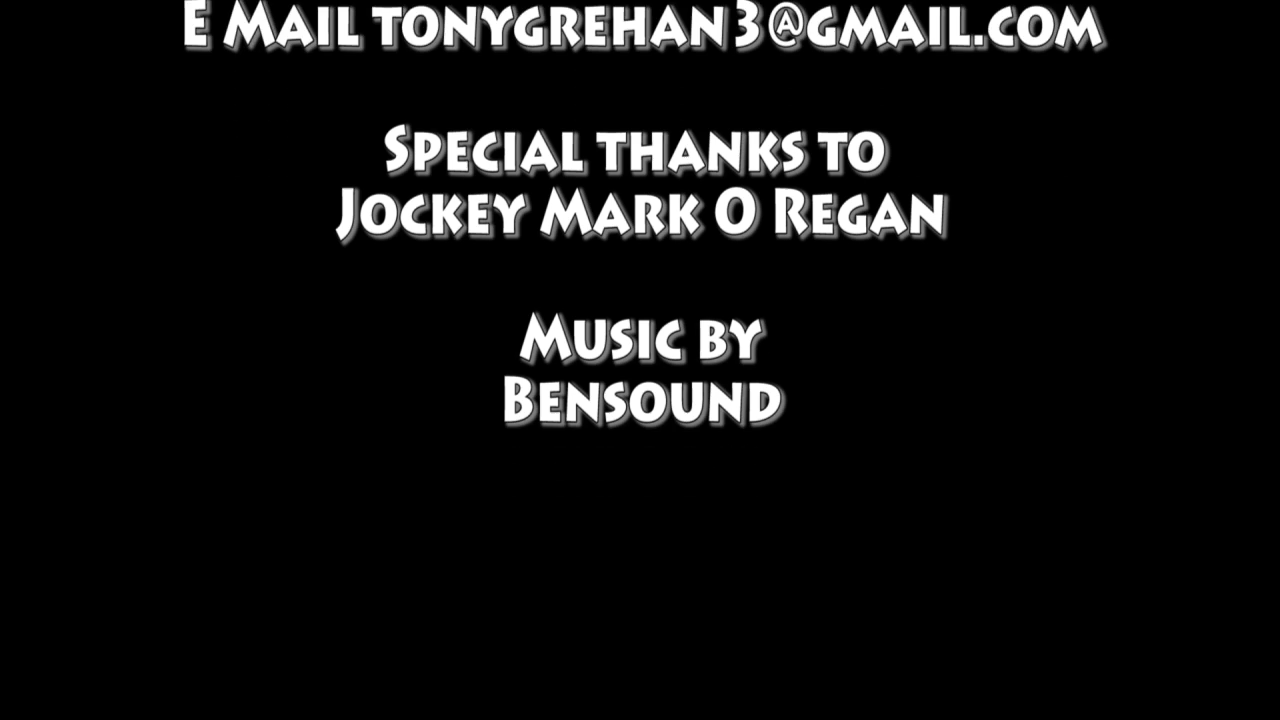 E Mail tonygrehan3@gmail.com
Special thanks to
Jockey Mark O Regan
Music by
Bensound